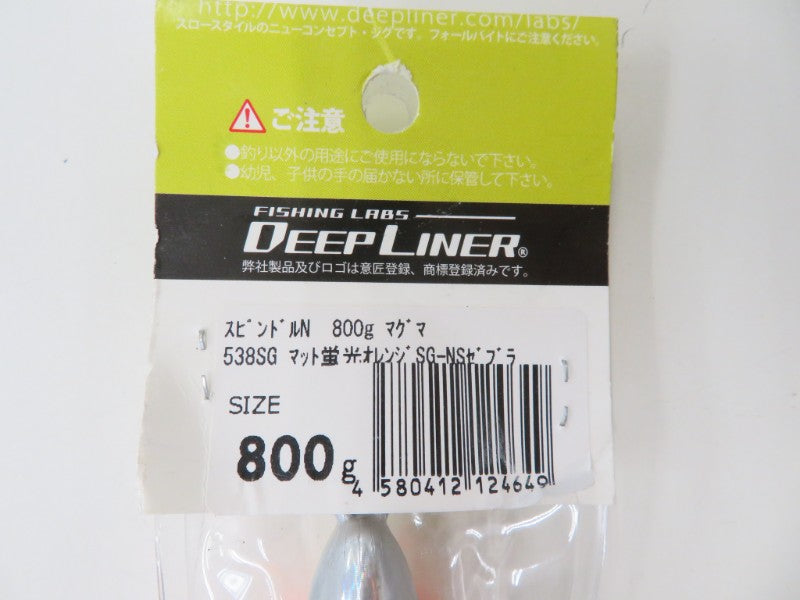 http://www.deepliner.com/labs/
スロースタイルのニューコンセプト・ジグです。フォールバイトにご注意ください。
ご注意
●釣り以外の用途にご使用にならないで下さい。
●幼児、子供の手の届かない所に保管して下さい。
FISHING LABS
DEEP LINER®
弊社製品及びロゴは意匠登録、商標登録済みです。
ｽﾋﾟﾝﾄﾞﾙN 800g ﾏｸﾞﾏ
538SG ﾏｯﾄ蛍光ｵﾚﾝｼﾞSG-NSｾﾞﾌﾞﾗ
SIZE
800g
4 580412 124649